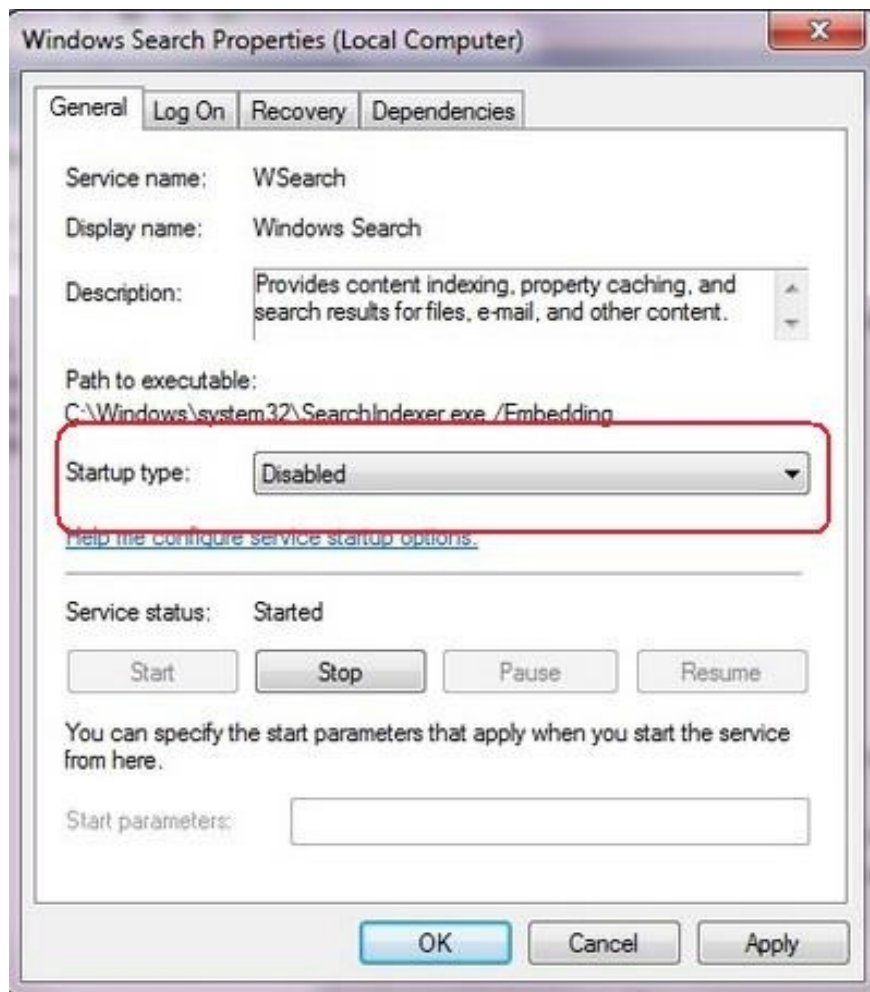 Windows Search Properties (Local Computer)
General Log On Recovery Dependencies
Service name: WSearch
Display name: Windows Search
Description: Provides content indexing, property caching, and
search results for files, e-mail, and other content.
Path to executable:
C:\Windows\system32\SearchIndexer.exe /Embedding
Startup type: Disabled
Help me configure service startup options.
Service status: Started
Start Stop Pause Resume
You can specify the start parameters that apply when you start the service
from here.
Start parameters:
OK Cancel Apply